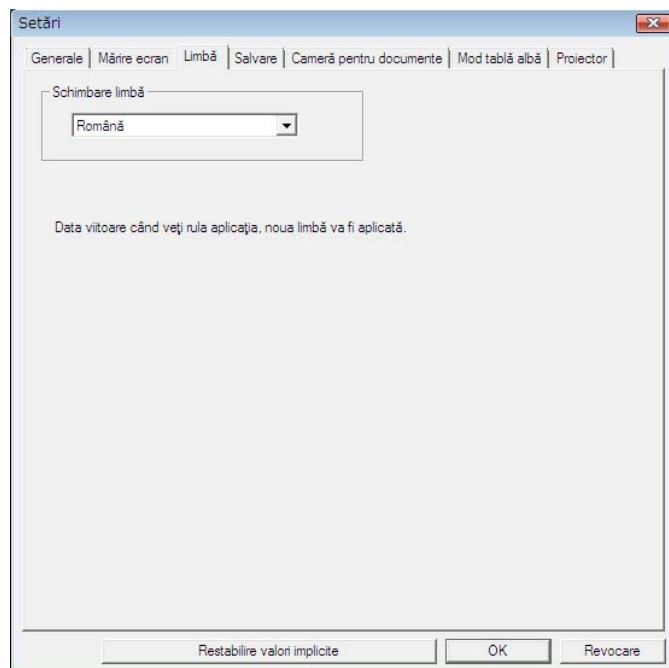 Setări
Generale Mărire ecran Limbă Salvare Cameră pentru documente Mod tablă albă Proiector
Schimbare limbă
Română
Data viitoare când veţi rula aplicaţia, noua limbă va fi aplicată.
Restabilire valori implicite OK Revocare